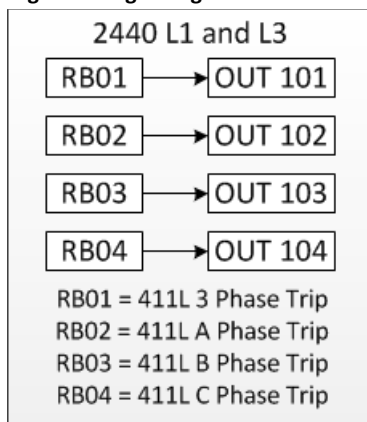 2440 L1 and L3
RB01 OUT 101
RB02 OUT 102
RB03 OUT 103
RB04 OUT 104
RB01 = 411L 3 Phase Trip
RB02 = 411L A Phase Trip
RB03 = 411L B Phase Trip
RB04 = 411L C Phase Trip